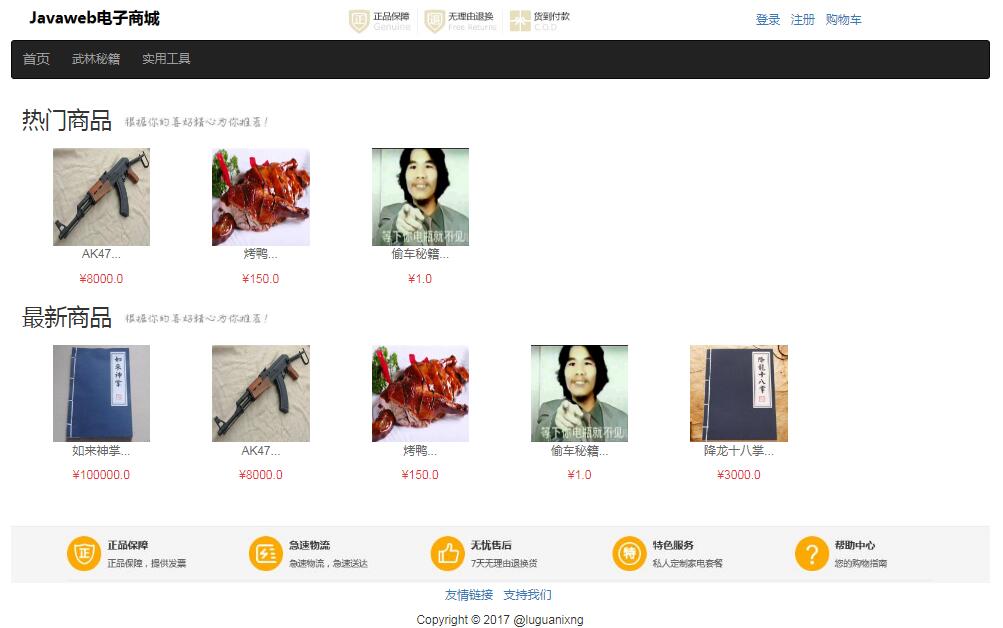 Javaweb电子商城
正品保障 无理由退换 货到付款
Genuine Free Returns C.O.D
登录 注册 购物车
首页 武林秘籍 实用工具
热门商品 根据你的喜好精心为你推荐!
等下你电瓶就不见
AK47... 烤鸭... 偷车秘籍...
¥8000.0 ¥150.0 ¥1.0
最新商品 根据你的喜好精心为你推荐!
如来神掌 等下你电瓶就不见 降龍十八掌
如来神掌... AK47... 烤鸭... 偷车秘籍... 降龙十八掌...
¥100000.0 ¥8000.0 ¥150.0 ¥1.0 ¥3000.0
正 正品保障 急速物流 无忧售后 特 特色服务 ? 帮助中心
正品保障，提供发票 急速物流，急速送达 7天无理由退换货 私人定制家电套餐 您的购物指南
友情链接 支持我们
Copyright © 2017 @luguanixng